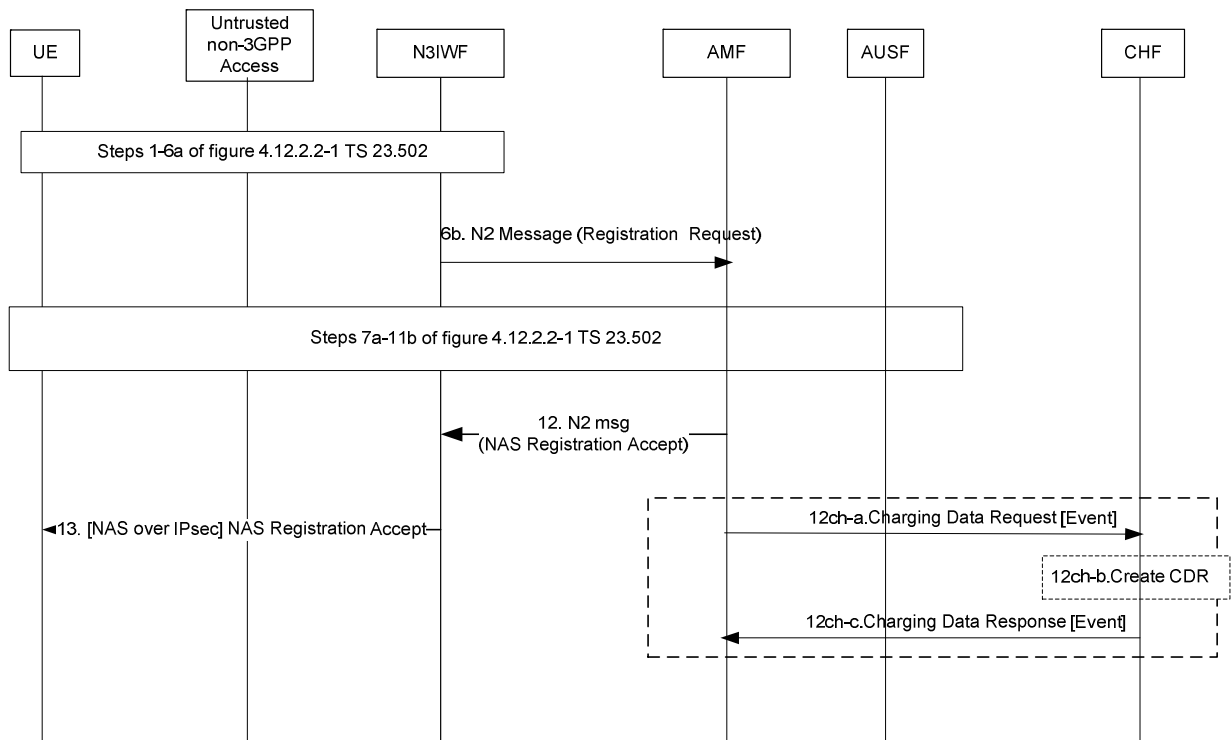 UE
Untrusted
non-3GPP
Access
N3IWF
AMF
AUSF
CHF
Steps 1-6a of figure 4.12.2.2-1 TS 23.502
6b. N2 Message (Registration Request)
Steps 7a-11b of figure 4.12.2.2-1 TS 23.502
12. N2 msg
(NAS Registration Accept)
12ch-a.Charging Data Request [Event]
13. [NAS over IPsec] NAS Registration Accept
12ch-b.Create CDR
12ch-c.Charging Data Response [Event]